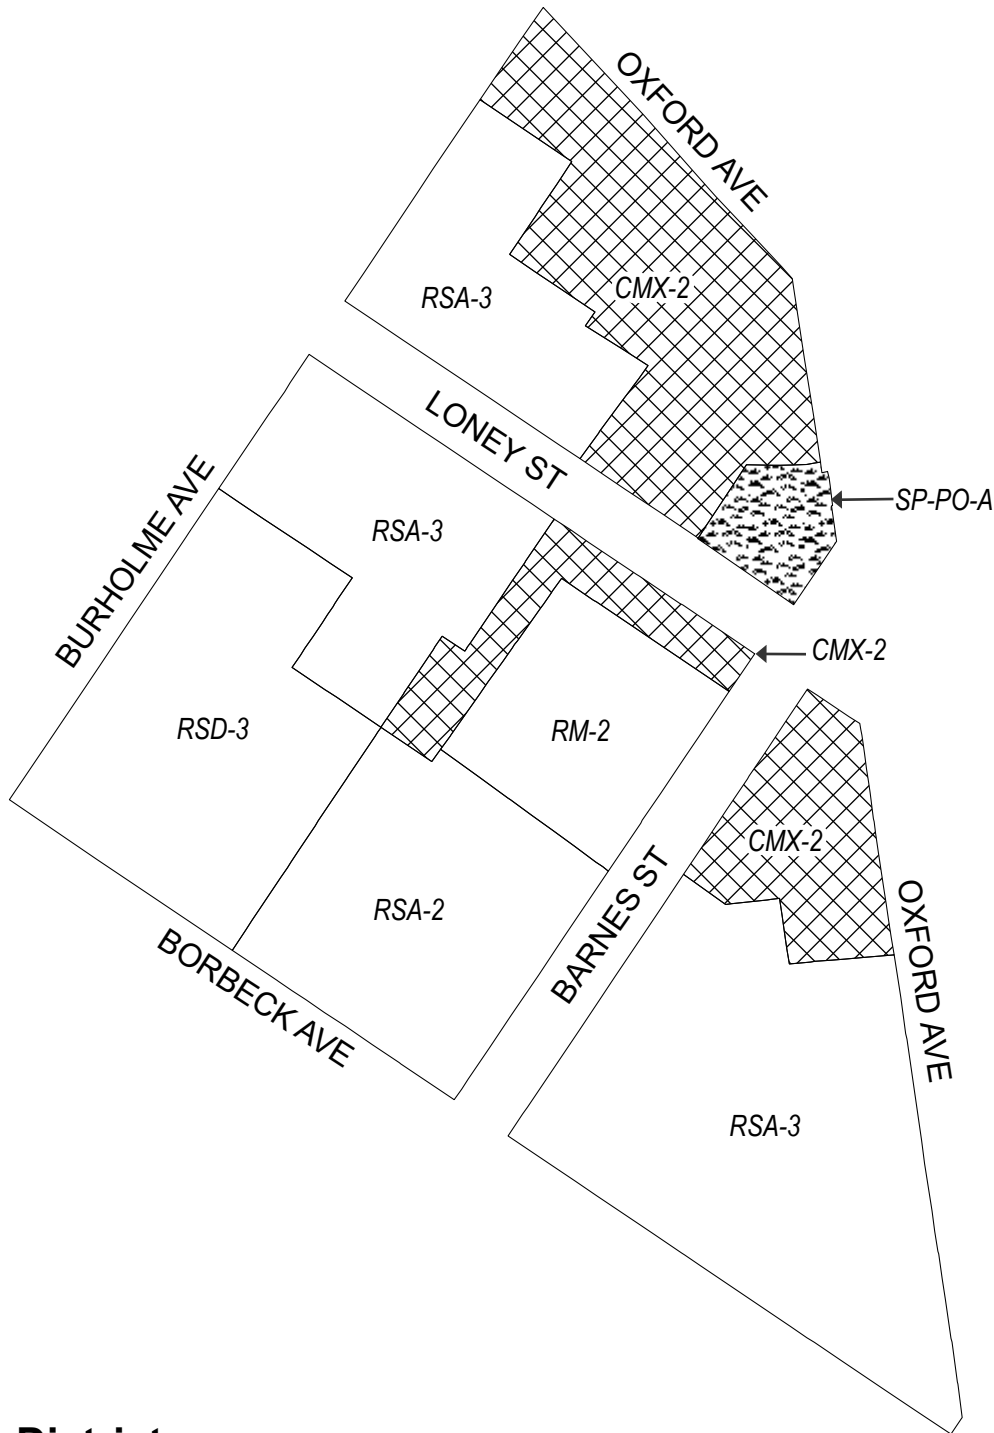 OXFORD AVE
RSA-3
CMX-2
LONEY ST
SP-PO-A
BURHOLME AVE
RSA-3
CMX-2
RSD-3
RM-2
CMX-2
RSA-2
BARNES ST
OXFORD AVE
BORBECK AVE
RSA-3